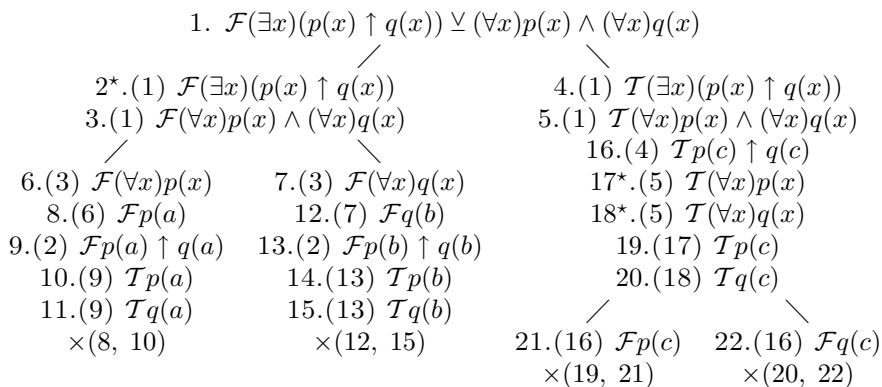 1. ℱ(∃x)(p(x) ↑ q(x)) ⊻ (∀x)p(x) ∧ (∀x)q(x)
2⋆.(1) ℱ(∃x)(p(x) ↑ q(x)) 4.(1) 𝒯(∃x)(p(x) ↑ q(x))
3.(1) ℱ(∀x)p(x) ∧ (∀x)q(x) 5.(1) 𝒯(∀x)p(x) ∧ (∀x)q(x)
16.(4) 𝒯p(c) ↑ q(c)
6.(3) ℱ(∀x)p(x) 7.(3) ℱ(∀x)q(x) 17⋆.(5) 𝒯(∀x)p(x)
8.(6) ℱp(a) 12.(7) ℱq(b) 18⋆.(5) 𝒯(∀x)q(x)
9.(2) ℱp(a) ↑ q(a) 13.(2) ℱp(b) ↑ q(b) 19.(17) 𝒯p(c)
10.(9) 𝒯p(a) 14.(13) 𝒯p(b) 20.(18) 𝒯q(c)
11.(9) 𝒯q(a) 15.(13) 𝒯q(b)
×(8, 10) ×(12, 15) 21.(16) ℱp(c) 22.(16) ℱq(c)
×(19, 21) ×(20, 22)